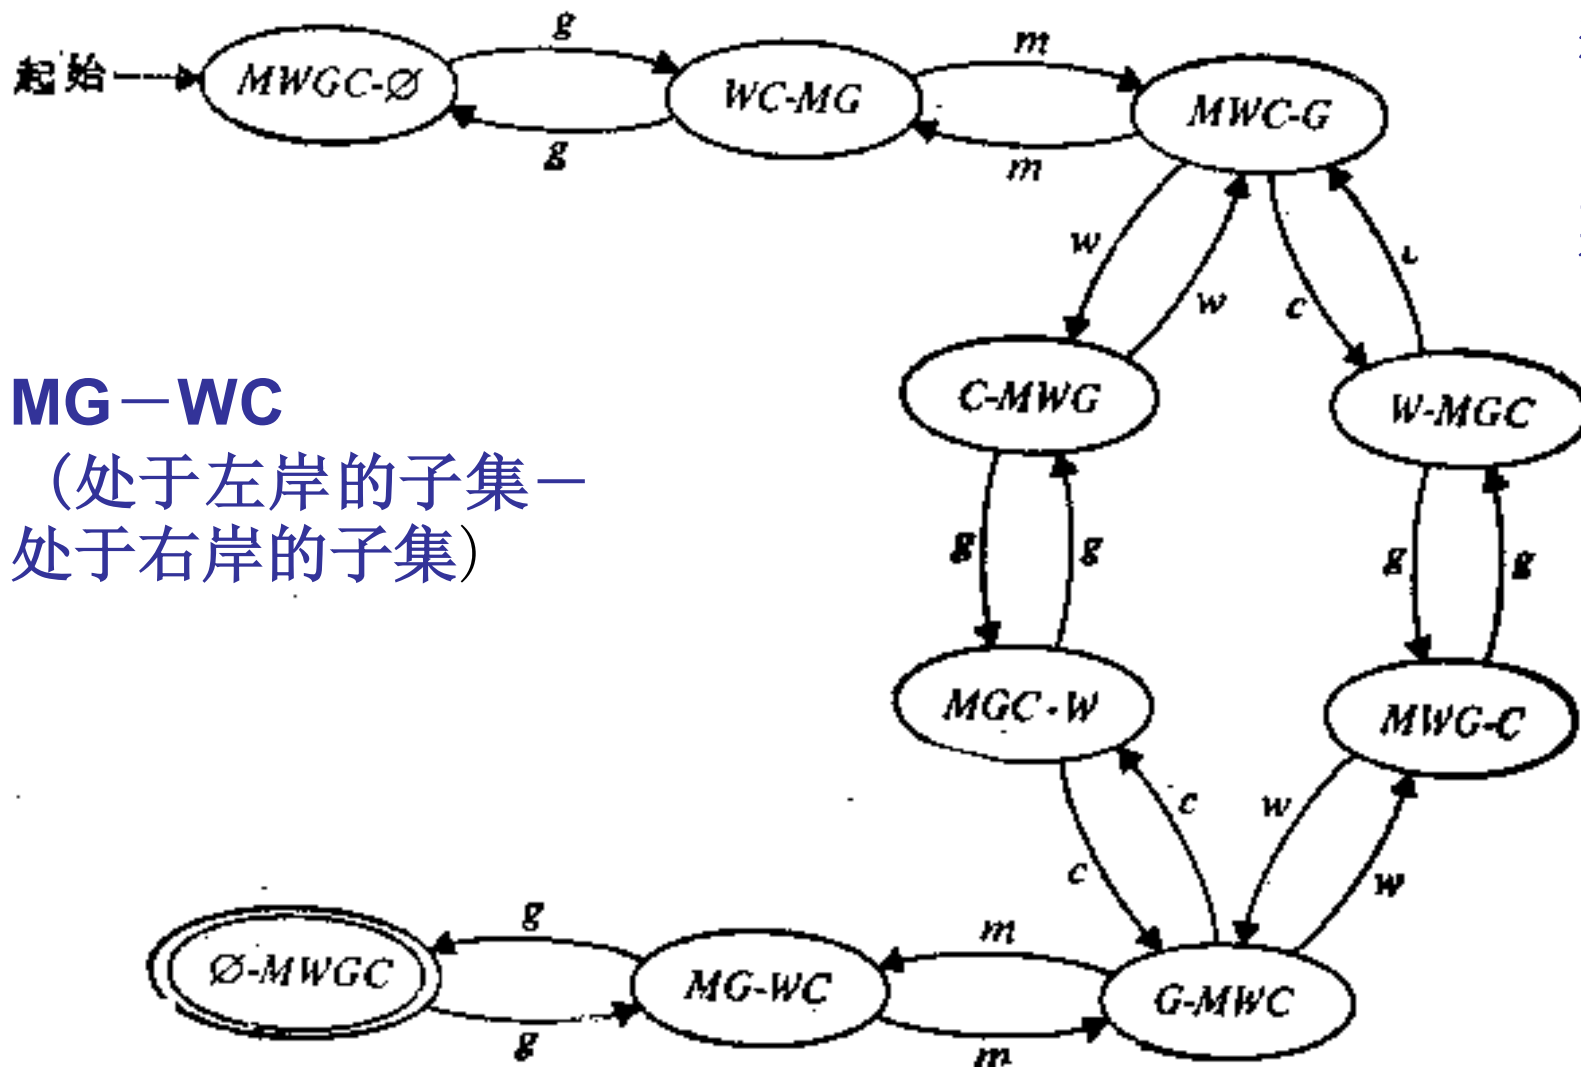 起始
MWGC-Ø
g
g
WC-MG
m
m
MWC-G
w
w
c
C-MWG
W-MGC
MG－WC
（处于左岸的子集－
处于右岸的子集）
g
g
g
g
MGC-W
MWG-C
c
c
w
w
Ø-MWGC
g
g
MG-WC
m
m
G-MWC